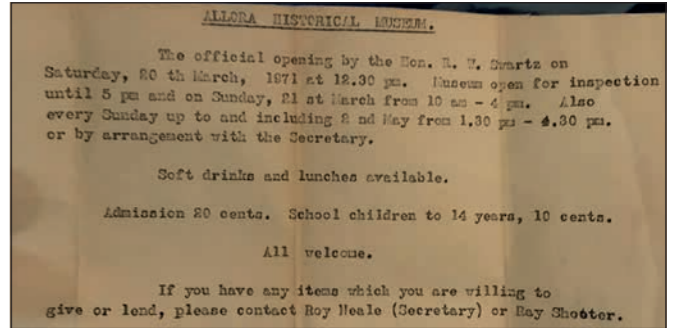 ALLORA HISTORICAL MUSEUM.
The official opening by the Hon. R. W. Swartz on
Saturday, 20 th March, 1971 at 12.30 pm. Museum open for inspection
until 5 pm and on Sunday, 21 st March from 10 am - 4 pm. Also
every Sunday up to and including 2 nd May from 1.30 pm - 4.30 pm.
or by arrangement with the Secretary.
Soft drinks and lunches available.
Admission 20 cents. School children to 14 years, 10 cents.
All welcome.
If you have any items which you are willing to
give or lend, please contact Roy Neale (Secretary) or Ray Shooter.